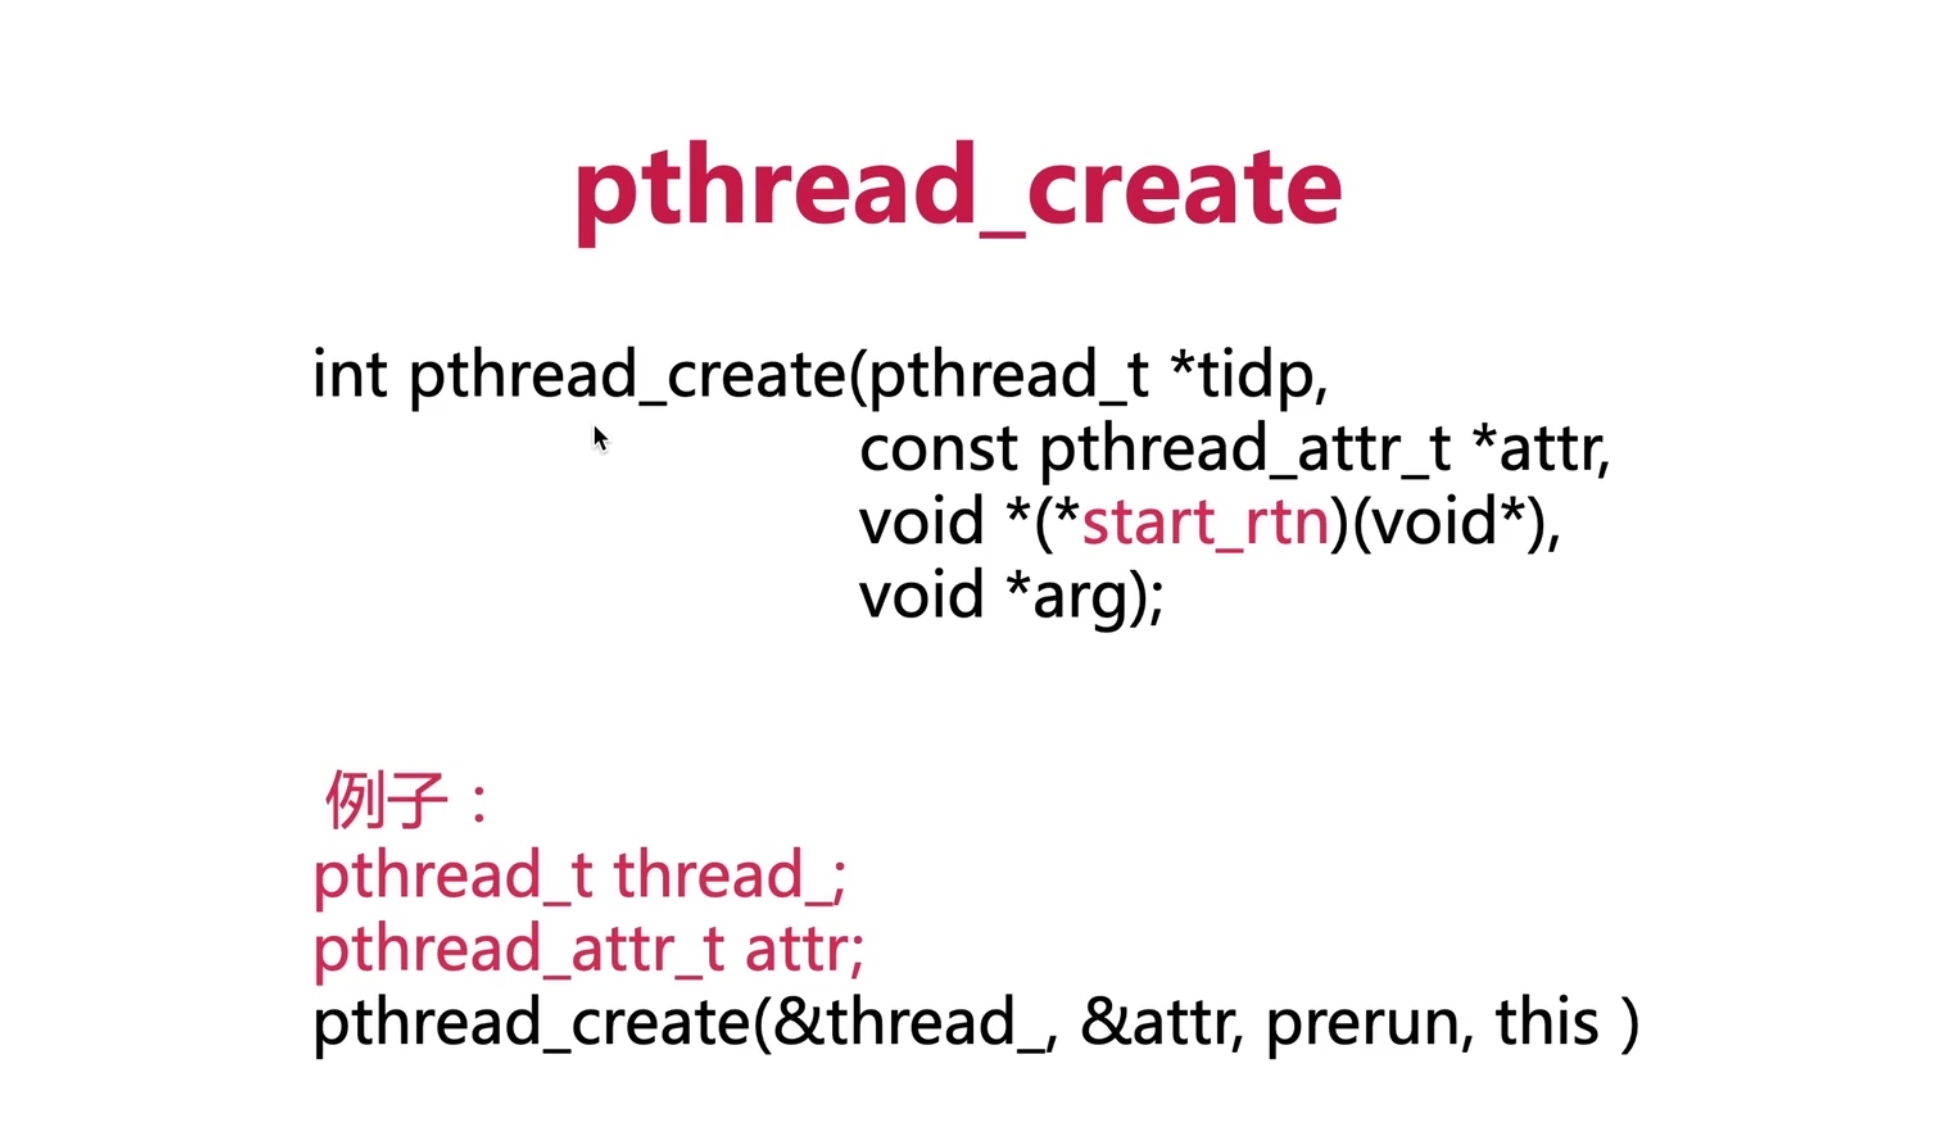 pthread_create
int pthread_create(pthread_t *tidp,
const pthread_attr_t *attr,
void *(*start_rtn)(void*),
void *arg);
例子：
pthread_t thread_;
pthread_attr_t attr;
pthread_create(&thread_, &attr, prerun, this )